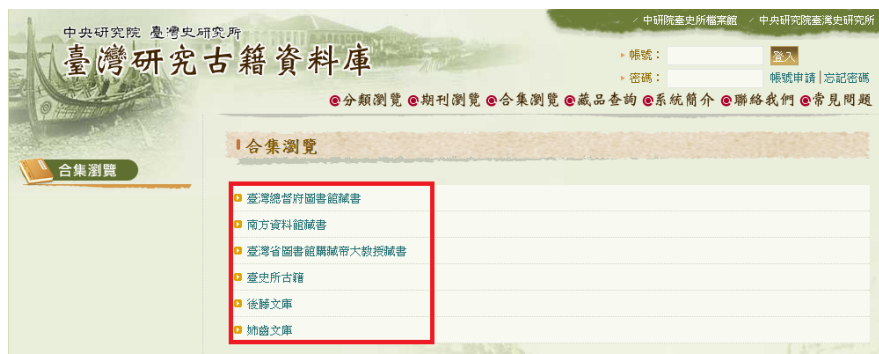 中研院臺史所檔案館 中央研究院臺灣史研究所
中央研究院 臺灣史研究所
臺灣研究古籍資料庫
帳號： 登入
密碼： 帳號申請│忘記密碼
分類瀏覽 期刊瀏覽 合集瀏覽 藏品查詢 系統簡介 聯絡我們 常見問題
合集瀏覽
合集瀏覽
臺灣總督府圖書館藏書
南方資料館藏書
臺灣省圖書館購藏帝大教授藏書
臺史所古籍
後藤文庫
姉齒文庫